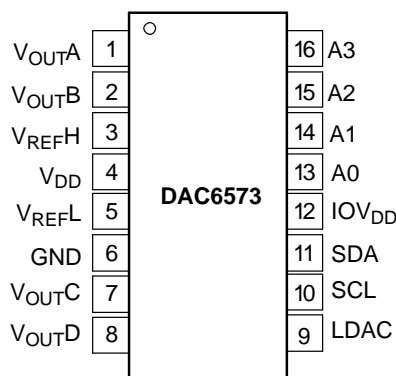 VOUTA 1 16 A3
VOUTB 2 15 A2
VREFH 3 14 A1
VDD 4 13 A0
DAC6573
VREFL 5 12 IOVDD
GND 6 11 SDA
VOUTC 7 10 SCL
VOUTD 8 9 LDAC